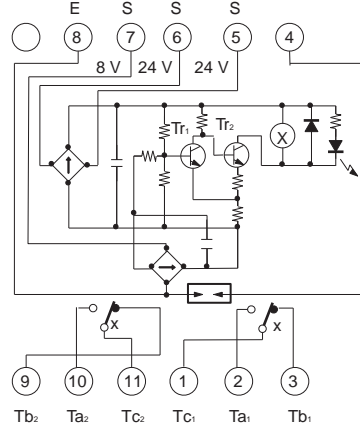 E S S S
8 7 6 5 4
8 V 24 V 24 V
Tr1 Tr2
X
X X
9 10 11 1 2 3
Tb2 Ta2 Tc2 Tc1 Ta1 Tb1